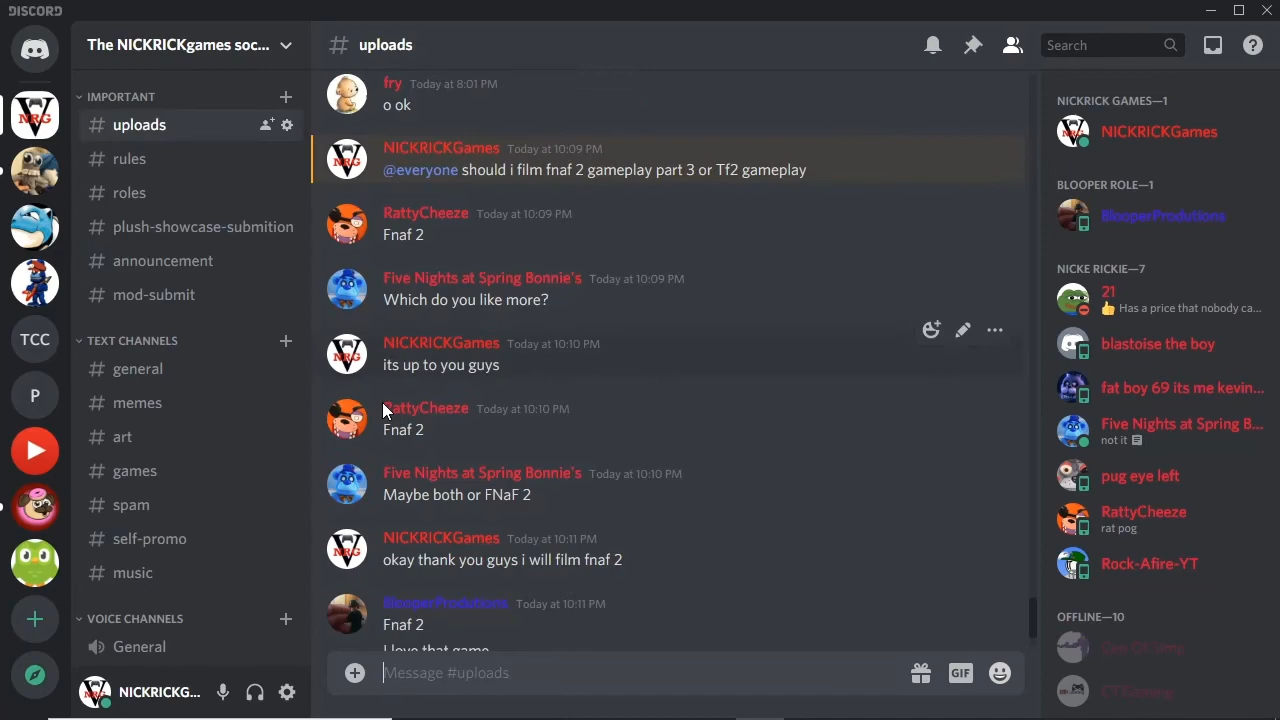 DISCORD
The NICKRICKgames soc...
uploads
Search
IMPORTANT
uploads
rules
roles
plush-showcase-submition
announcement
mod-submit
TCC
P
TEXT CHANNELS
general
memes
art
games
spam
self-promo
music
VOICE CHANNELS
General
NICKRICKG...
fry Today at 8:01 PM
o ok
NICKRICKGames Today at 10:09 PM
@everyone should i film fnaf 2 gameplay part 3 or Tf2 gameplay
RattyCheeze Today at 10:09 PM
Fnaf 2
Five Nights at Spring Bonnie's Today at 10:09 PM
Which do you like more?
NICKRICKGames Today at 10:10 PM
its up to you guys
RattyCheeze Today at 10:10 PM
Fnaf 2
Five Nights at Spring Bonnie's Today at 10:10 PM
Maybe both or FNaF 2
NICKRICKGames Today at 10:11 PM
okay thank you guys i will film fnaf 2
BlooperProdutions Today at 10:11 PM
Fnaf 2
I love that game
Message #uploads
GIF
NICKRICK GAMES—1
NICKRICKGames
BLOOPER ROLE—1
BlooperProdutions
NICKE RICKIE—7
21
Has a price that nobody ca...
blastoise the boy
fat boy 69 its me kevin...
Five Nights at Spring B...
not it
pug eye left
RattyCheeze
rat pog
Rock-Afire-YT
OFFLINE—10